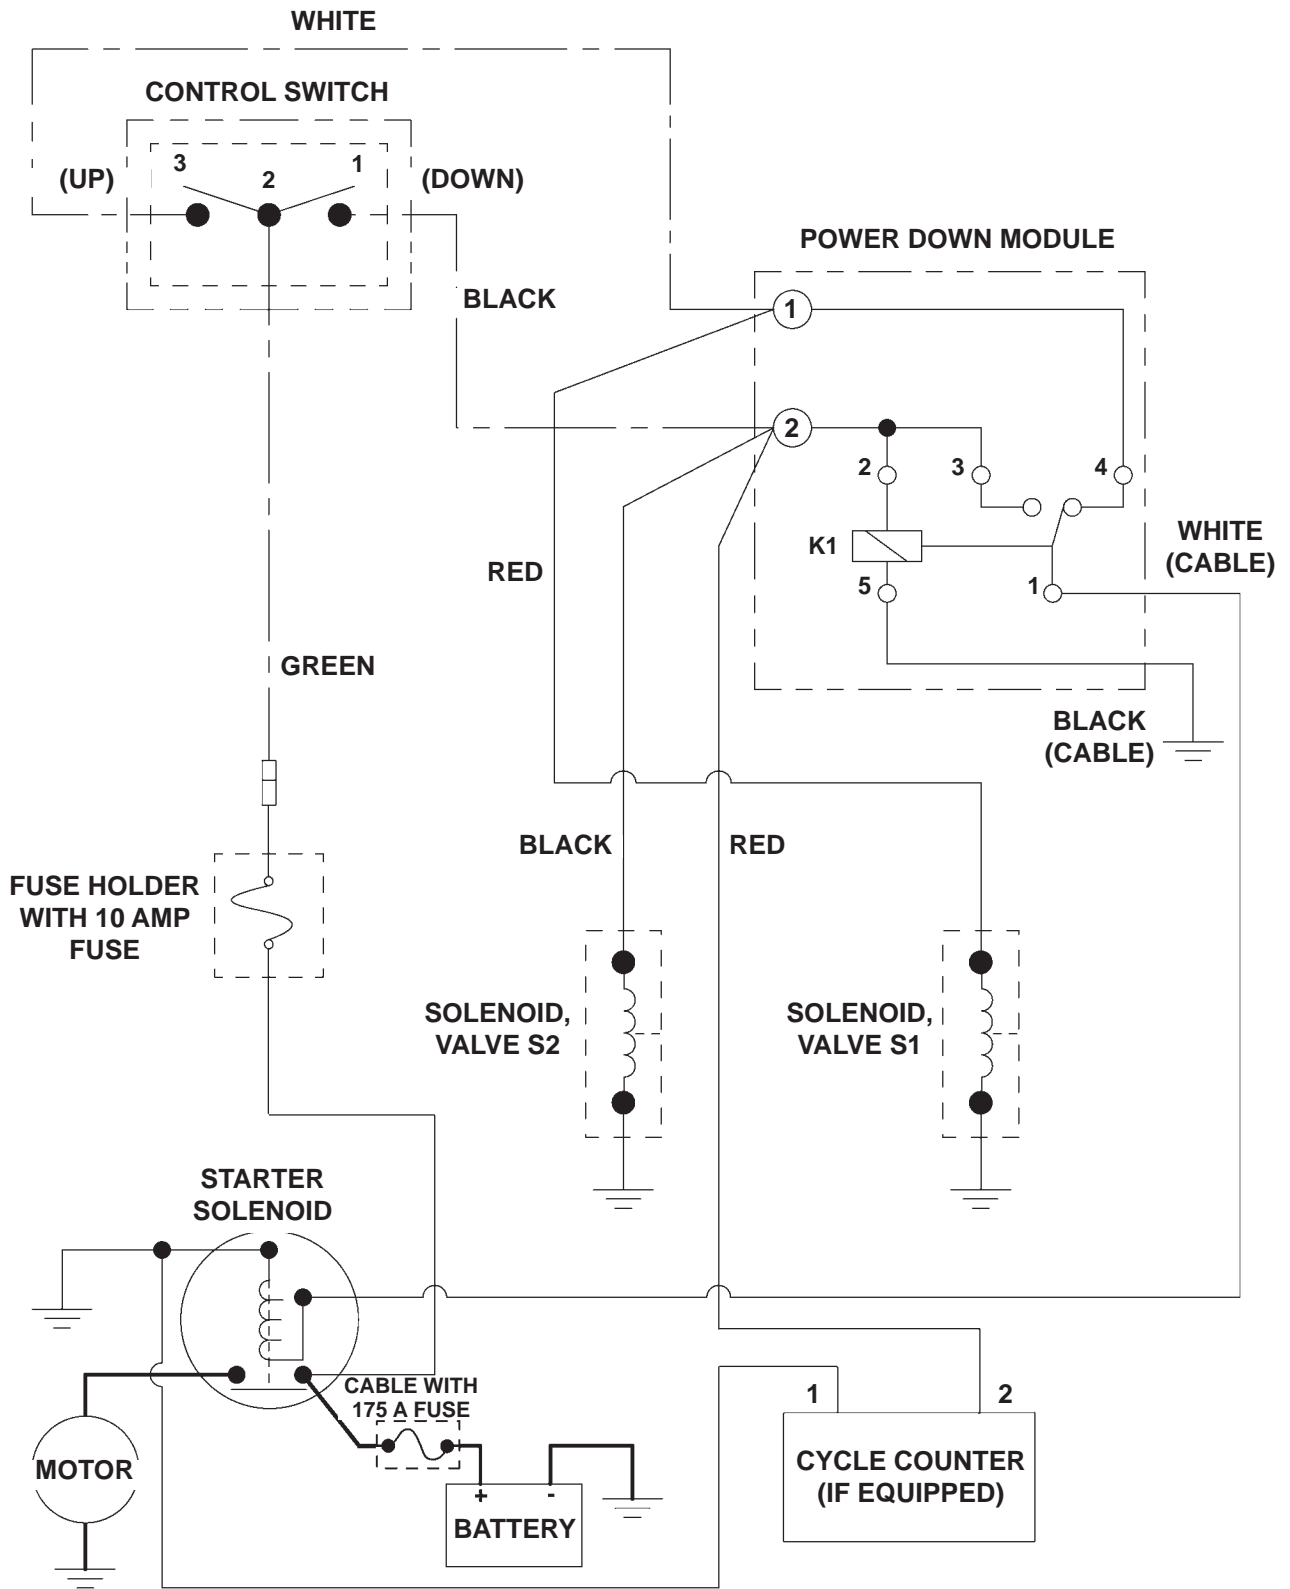 WHITE
CONTROL SWITCH
3
1
(UP)
2
(DOWN)
POWER DOWN MODULE
BLACK
1
2
2
3
4
WHITE
(CABLE)
K1
RED
5
1
GREEN
BLACK
(CABLE)
BLACK
RED
FUSE HOLDER
WITH 10 AMP
FUSE
SOLENOID,
VALVE S2
SOLENOID,
VALVE S1
STARTER
SOLENOID
CABLE WITH
175 A FUSE
1
2
MOTOR
CYCLE COUNTER
(IF EQUIPPED)
+
-
BATTERY